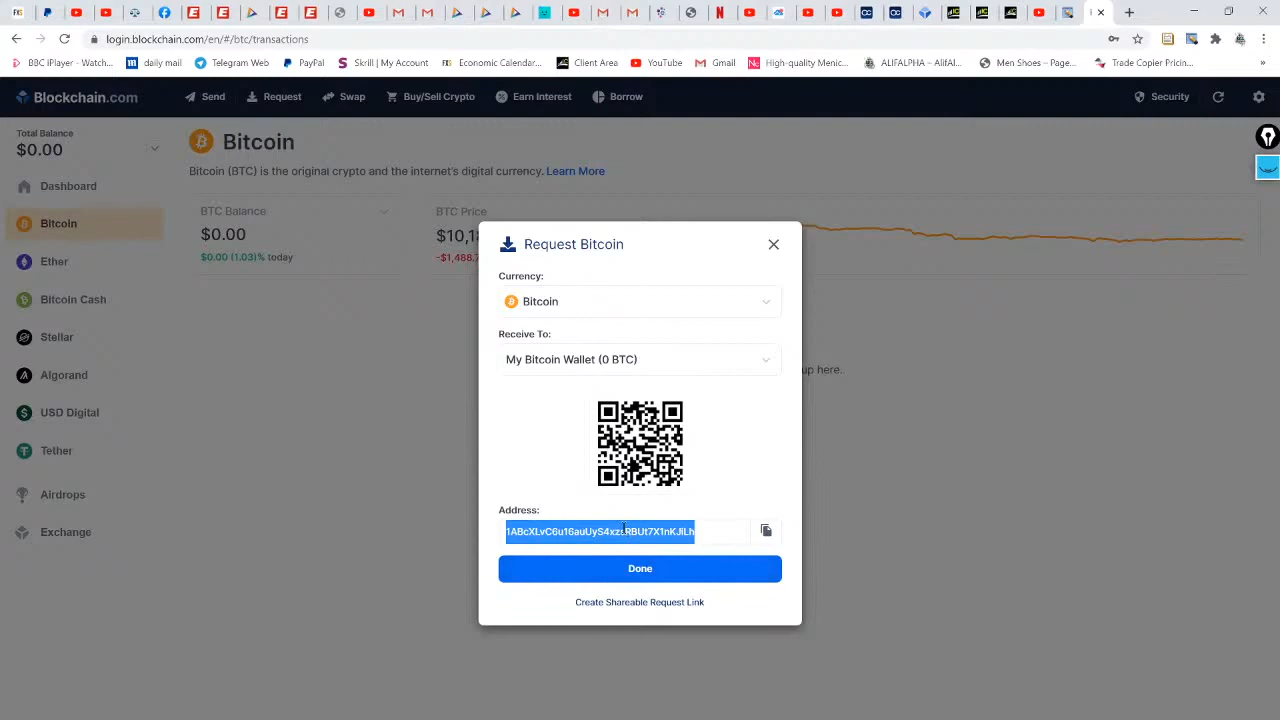 login.blockchain.com/en/#/btc/transactions
BBC iPlayer - Watch...
daily mail
Telegram Web
PayPal
Skrill | My Account
Economic Calendar...
Client Area
YouTube
Gmail
High-quality Menic...
ALIFALPHA – AlifAl...
Men Shoes – Page...
Trade Copier Pricin...
»
Blockchain.com
Send
Request
Swap
Buy/Sell Crypto
Earn Interest
Borrow
Security
Total Balance
$0.00
Dashboard
Bitcoin
Ether
Bitcoin Cash
Stellar
Algorand
USD Digital
Tether
Airdrops
Exchange
Bitcoin
Bitcoin (BTC) is the original crypto and the internet's digital currency. Learn More
BTC Balance
$0.00
$0.00 (1.03)% today
BTC Price
$10,18
-$1,488.7
up here.
Request Bitcoin
Currency:
Bitcoin
Receive To:
My Bitcoin Wallet (0 BTC)
Address:
Done
Create Shareable Request Link